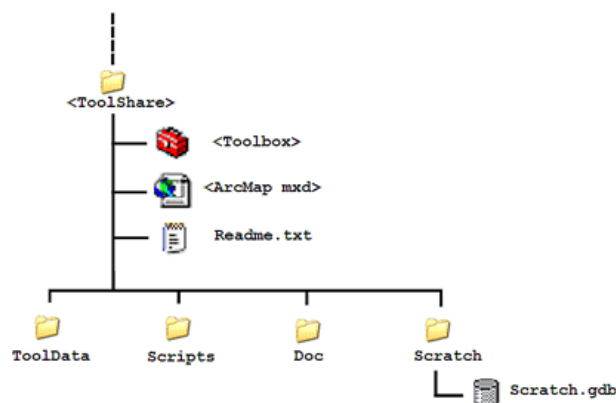 <ToolShare>
<Toolbox>
<ArcMap mxd>
Readme.txt
ToolData Scripts Doc Scratch
Scratch.gdb